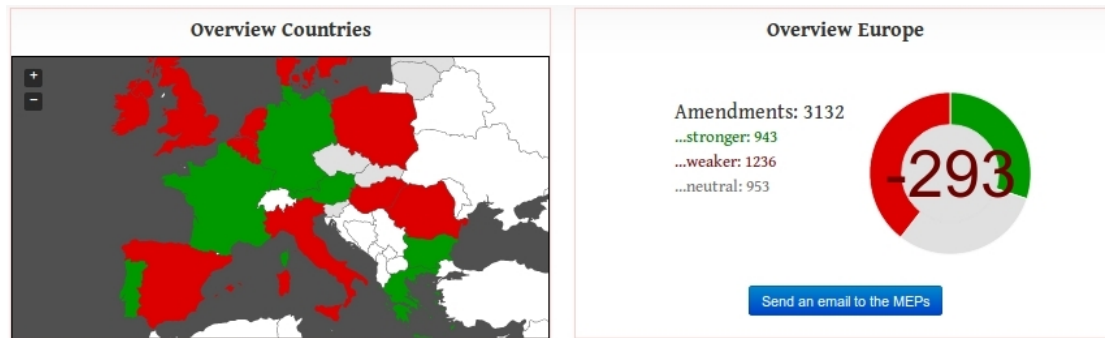 Overview Countries
+
−
Overview Europe
Amendments: 3132
...stronger: 943
...weaker: 1236
...neutral: 953
-293
Send an email to the MEPs